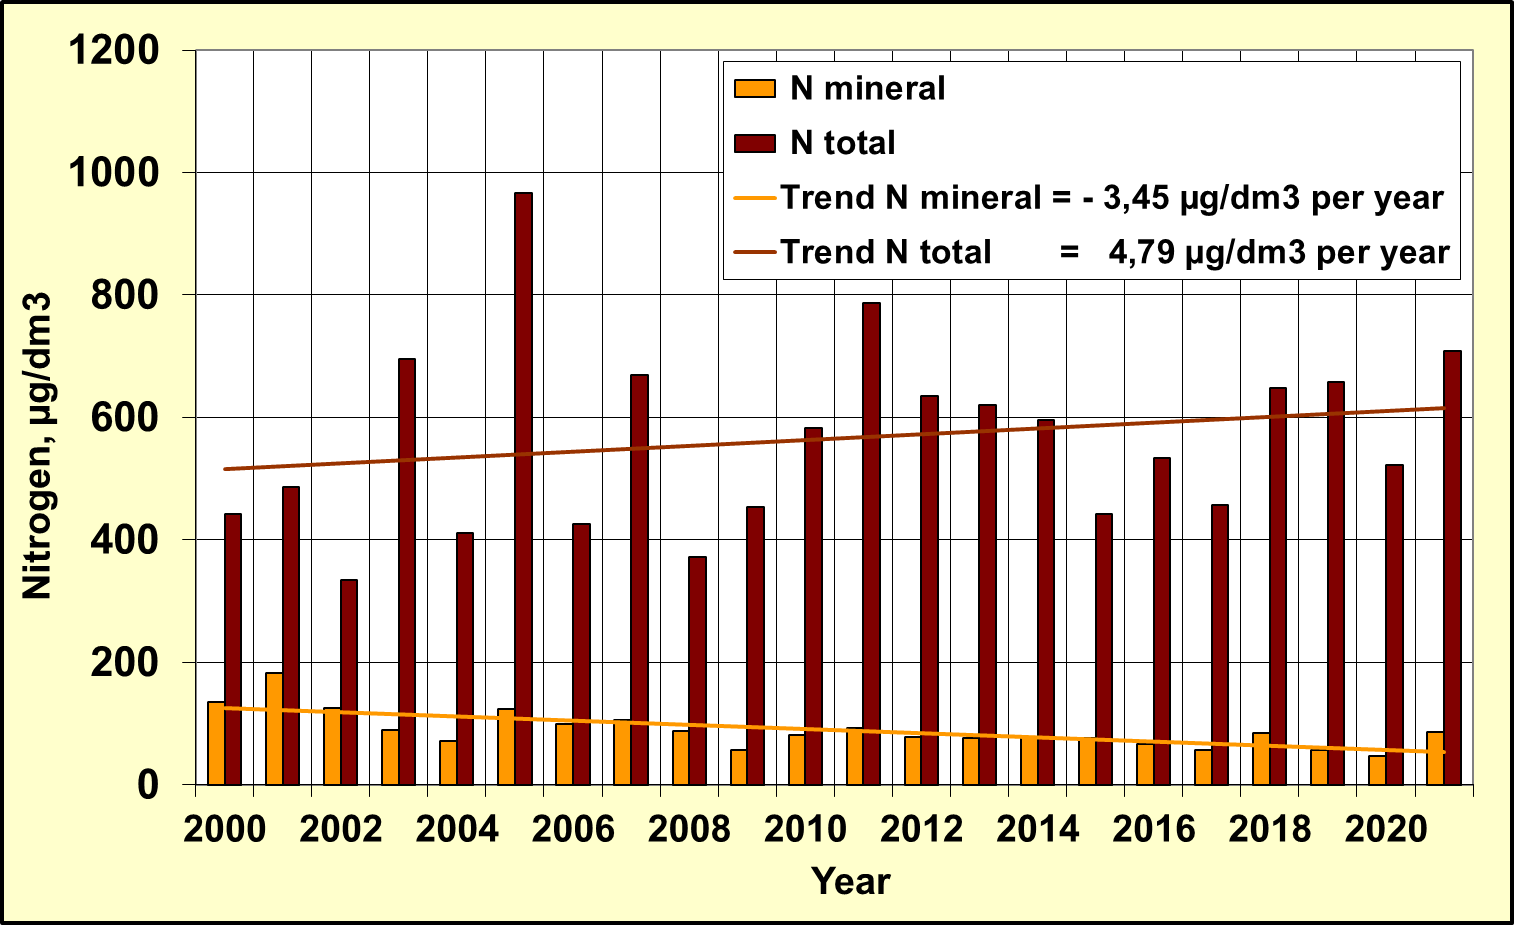 1200
1000
800
600
400
200
0
Nitrogen, µg/dm3
N mineral
N total
Trend N mineral = - 3,45 µg/dm3 per year
Trend N total = 4,79 µg/dm3 per year
2000 2002 2004 2006 2008 2010 2012 2014 2016 2018 2020
Year